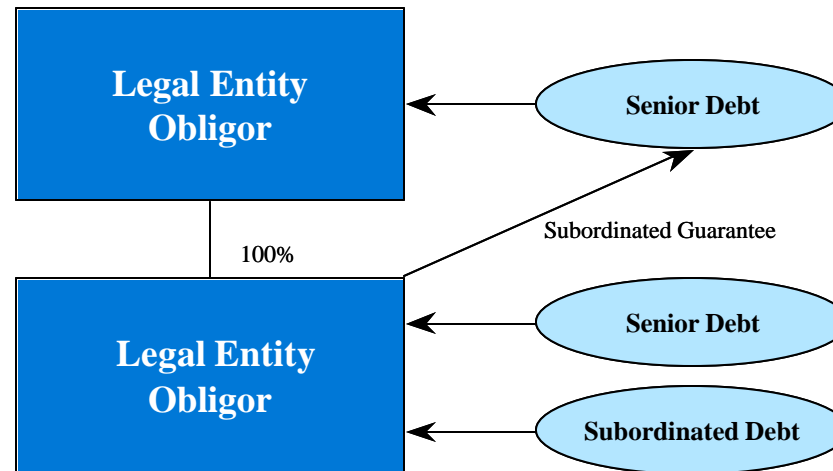 Legal Entity
Obligor
Senior Debt
Subordinated Guarantee
100%
Legal Entity
Obligor
Senior Debt
Subordinated Debt